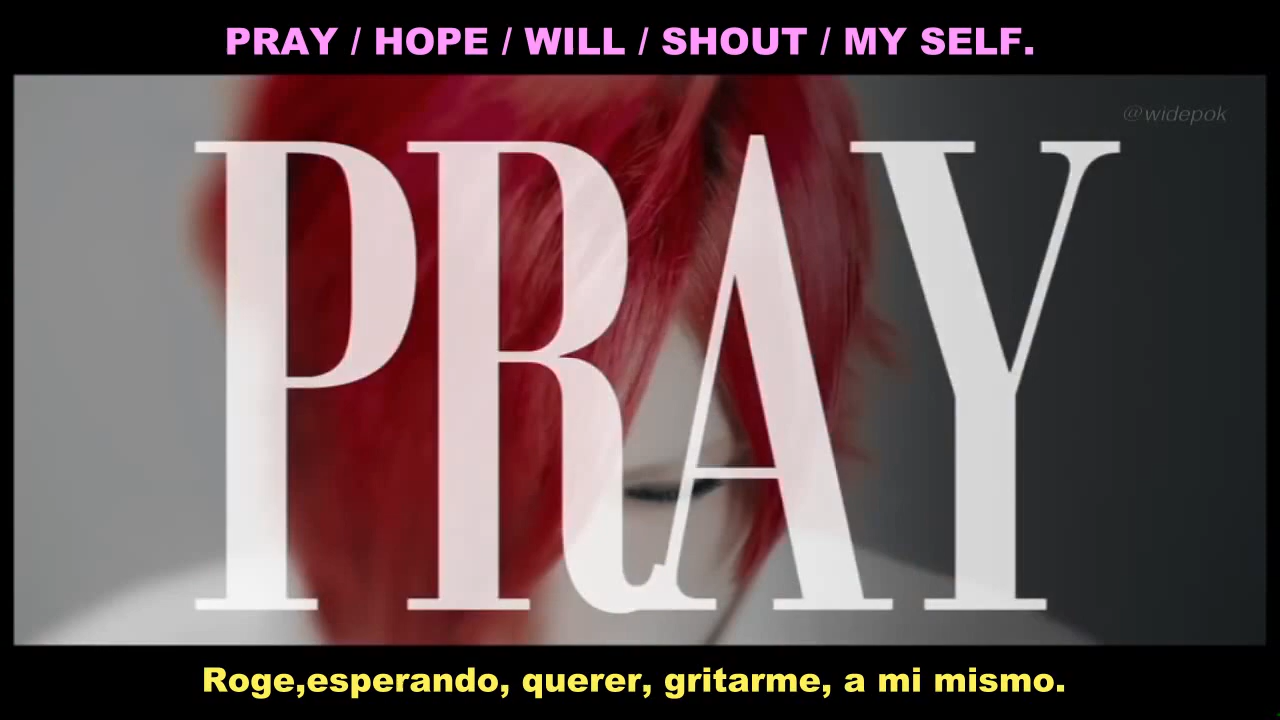 PRAY / HOPE / WILL / SHOUT / MY SELF.
@widepok
PRAY
Roge,esperando, querer, gritarme, a mi mismo.